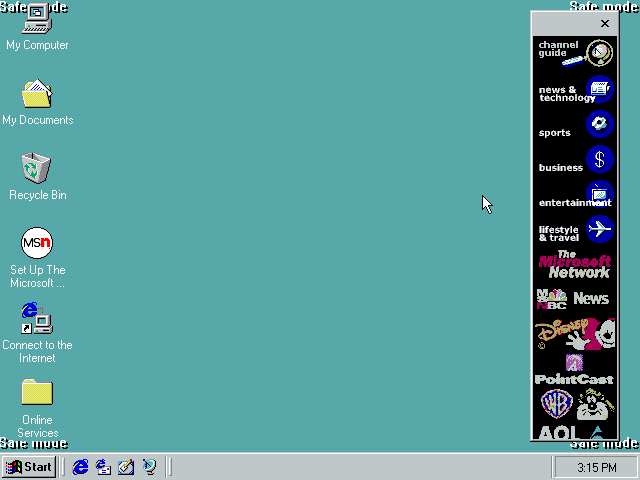 Safe mode
Safe mode
My Computer
My Documents
Recycle Bin
MSn
Set Up The
Microsoft ...
Connect to the
Internet
Online
Services
channel
guide
news &
technology
sports
$
business
entertainment
lifestyle
& travel
The
Microsoft
Network
MSNBC News
Disney
PointCast
WB
AOL
Safe mode
Safe mode
Start
3:15 PM